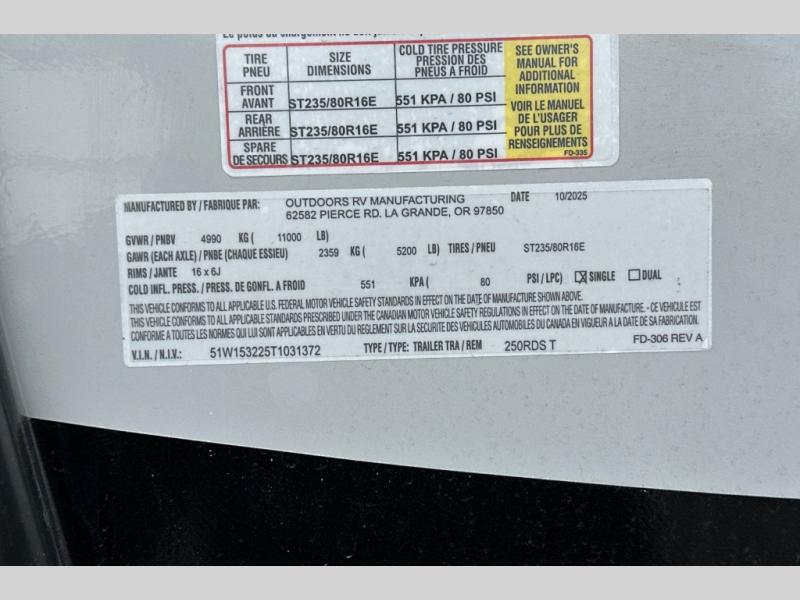 TIRE SIZE COLD TIRE PRESSURE
PNEU DIMENSIONS PRESSION DES PNEUS A FROID
FRONT AVANT ST235/80R16E 551 KPA / 80 PSI
REAR ARRIÈRE ST235/80R16E 551 KPA / 80 PSI
SPARE DE SECOURS ST235/80R16E 551 KPA / 80 PSI
SEE OWNER'S
MANUAL FOR
ADDITIONAL
INFORMATION
VOIR LE MANUEL
DE L'USAGER
POUR PLUS DE
RENSEIGNEMENTS
FD-335
MANUFACTURED BY / FABRIQUE PAR: OUTDOORS RV MANUFACTURING DATE 10/2025
62582 PIERCE RD. LA GRANDE, OR 97850
GVWR / PNBV 4990 KG ( 11000 LB)
GAWR (EACH AXLE) / PNBE (CHAQUE ESSIEU) 2359 KG ( 5200 LB) TIRES / PNEU ST235/80R16E
RIMS / JANTE 16 x 6J
COLD INFL. PRESS. / PRESS. DE GONFL. A FROID 551 KPA ( 80 PSI / LPC) SINGLE DUAL
THIS VEHICLE CONFORMS TO ALL APPLICABLE U.S. FEDERAL MOTOR VEHICLE SAFETY STANDARDS IN EFFECT ON THE DATE OF MANUFACTURE SHOWN ABOVE.
THIS VEHICLE CONFORMS TO ALL APPLICABLE STANDARDS PRESCRIBED UNDER THE CANADIAN MOTOR VEHICLE SAFETY REGULATIONS IN EFFECT ON THE DATE OF MANUFACTURE. - CE VEHICULE EST
CONFORME A TOUTES LES NORMES QUI LUI SONT APPLICABLES EN VERTU DU REGLEMENT SUR LA SECURITE DES VEHICULES AUTOMOBILES DU CANADA EN VIGUEUR A LA DATE DE SA FABRICATION.
V.I.N. / N.I.V.: 51W153225T1031372 TYPE / TYPE: TRAILER TRA / REM 250RDS T FD-306 REV A